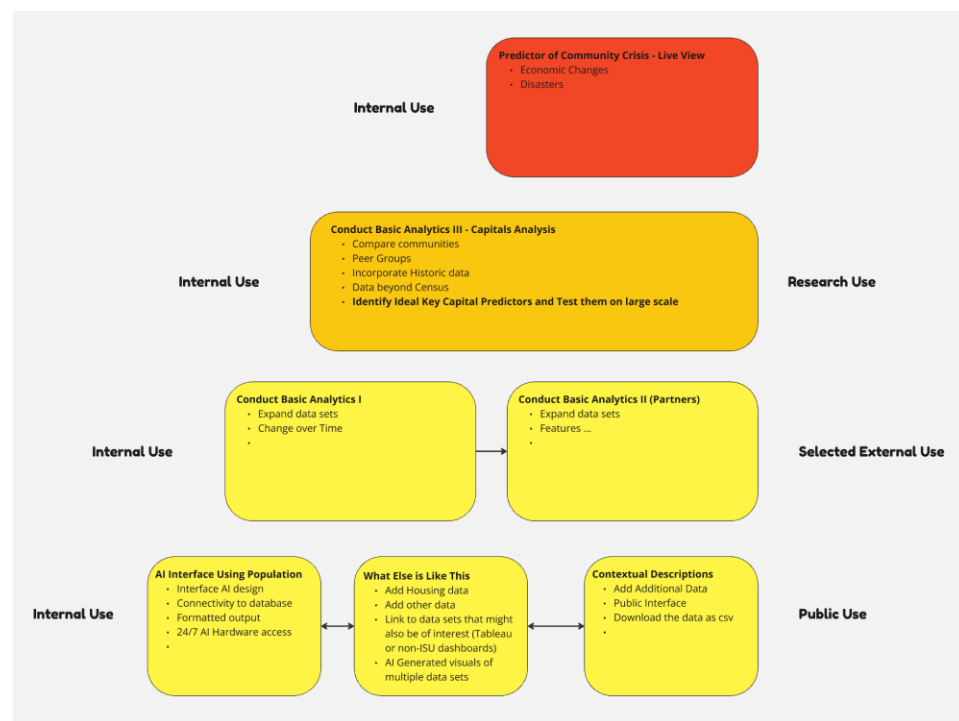 Predictor of Community Crisis - Live View
• Economic Changes
• Disasters
Internal Use
Conduct Basic Analytics III - Capitals Analysis
• Compare communities
• Peer Groups
• Incorporate Historic data
• Data beyond Census
• Identify Ideal Key Capital Predictors and Test them on large scale
Internal Use
Research Use
Conduct Basic Analytics I
• Expand data sets
• Change over Time
•
Conduct Basic Analytics II (Partners)
• Expand data sets
• Features ...
•
Internal Use
Selected External Use
AI Interface Using Population
• Interface AI design
• Connectivity to database
• Formatted output
• 24/7 AI Hardware access
•
What Else is Like This
• Add Housing data
• Add other data
• Link to data sets that might
also be of interest (Tableau
or non-ISU dashboards)
• AI Generated visuals of
multiple data sets
Contextual Descriptions
• Add Additional Data
• Public Interface
• Download the data as csv
•
Internal Use
Public Use